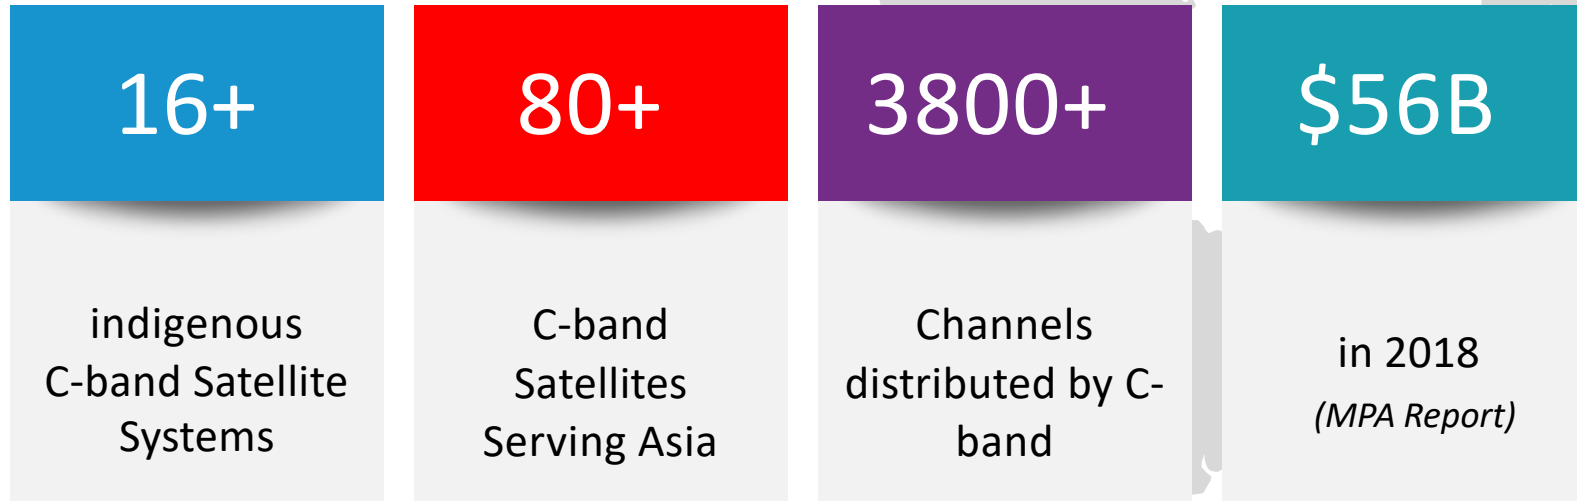 16+
indigenous
C-band Satellite
Systems
80+
C-band
Satellites
Serving Asia
3800+
Channels
distributed by C-
band
$56B
in 2018
(MPA Report)